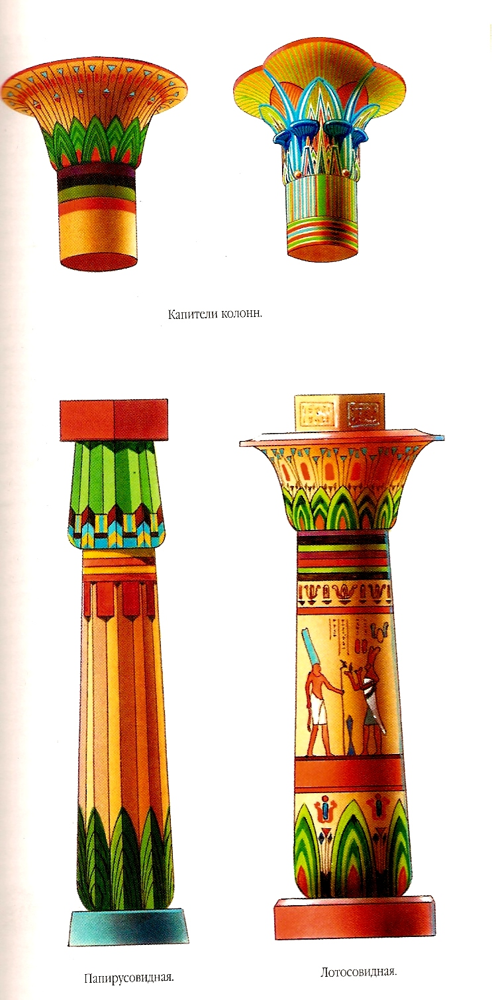 Капители колонн.
Папирусовидная.
Лотосовидная.